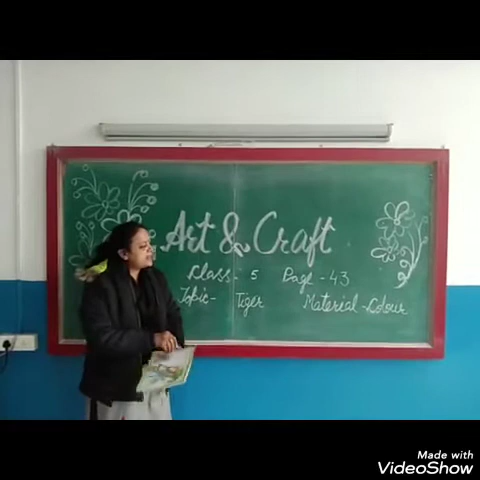 Art & Craft
Class - 5 Page - 43
Topic - Tiger Material - Colour
Made with
VideoShow